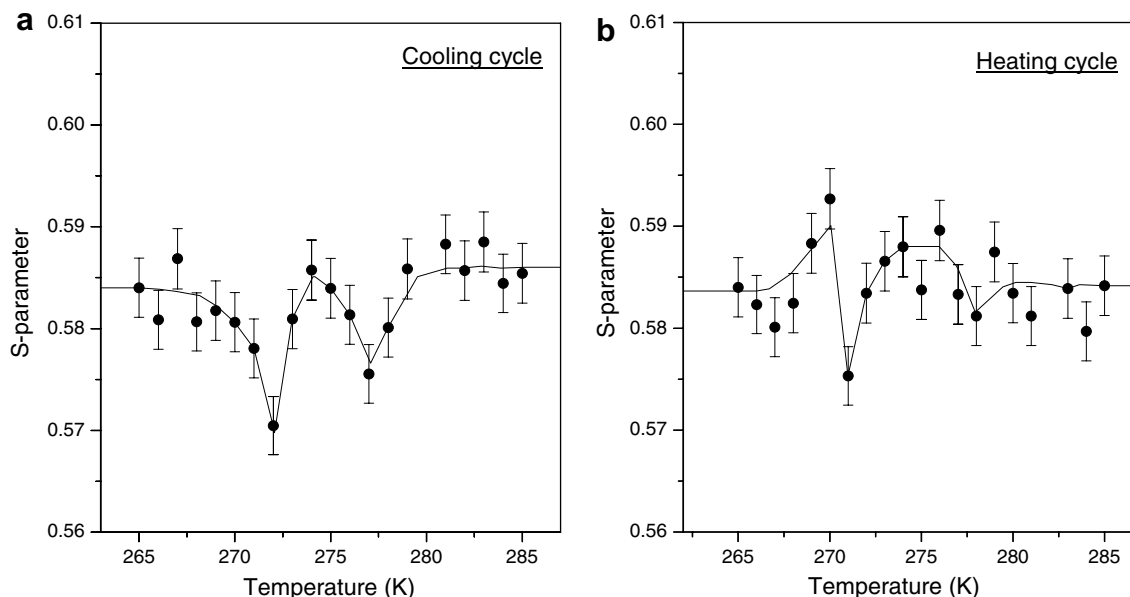 a
Cooling cycle
S-parameter
0.61
0.60
0.59
0.58
0.57
0.56
265 270 275 280 285
Temperature (K)
b
Heating cycle
S-parameter
0.61
0.60
0.59
0.58
0.57
0.56
265 270 275 280 285
Temperature (K)